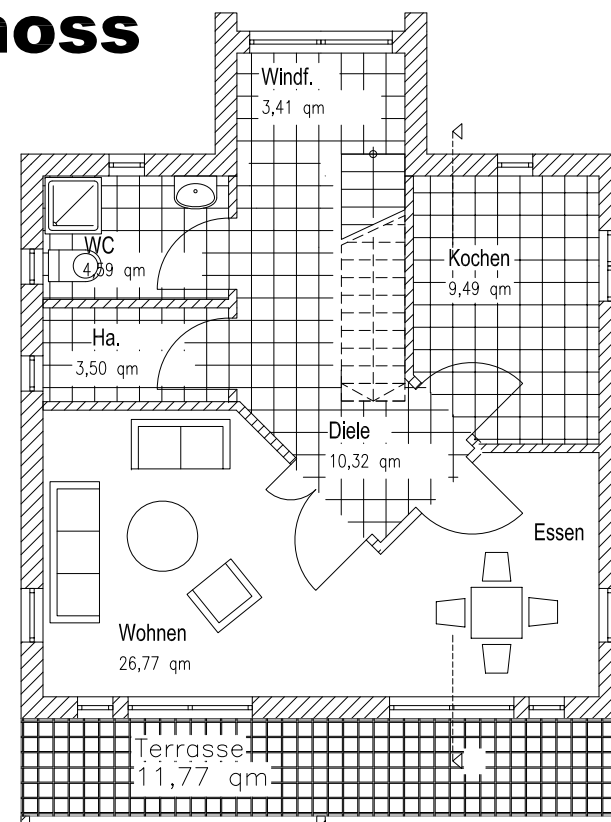 noss
Windf.
3,41 qm
WC
4,59 qm
Kochen
9,49 qm
Ha.
3,50 qm
Diele
10,32 qm
Essen
Wohnen
26,77 qm
Terrasse
11,77 qm